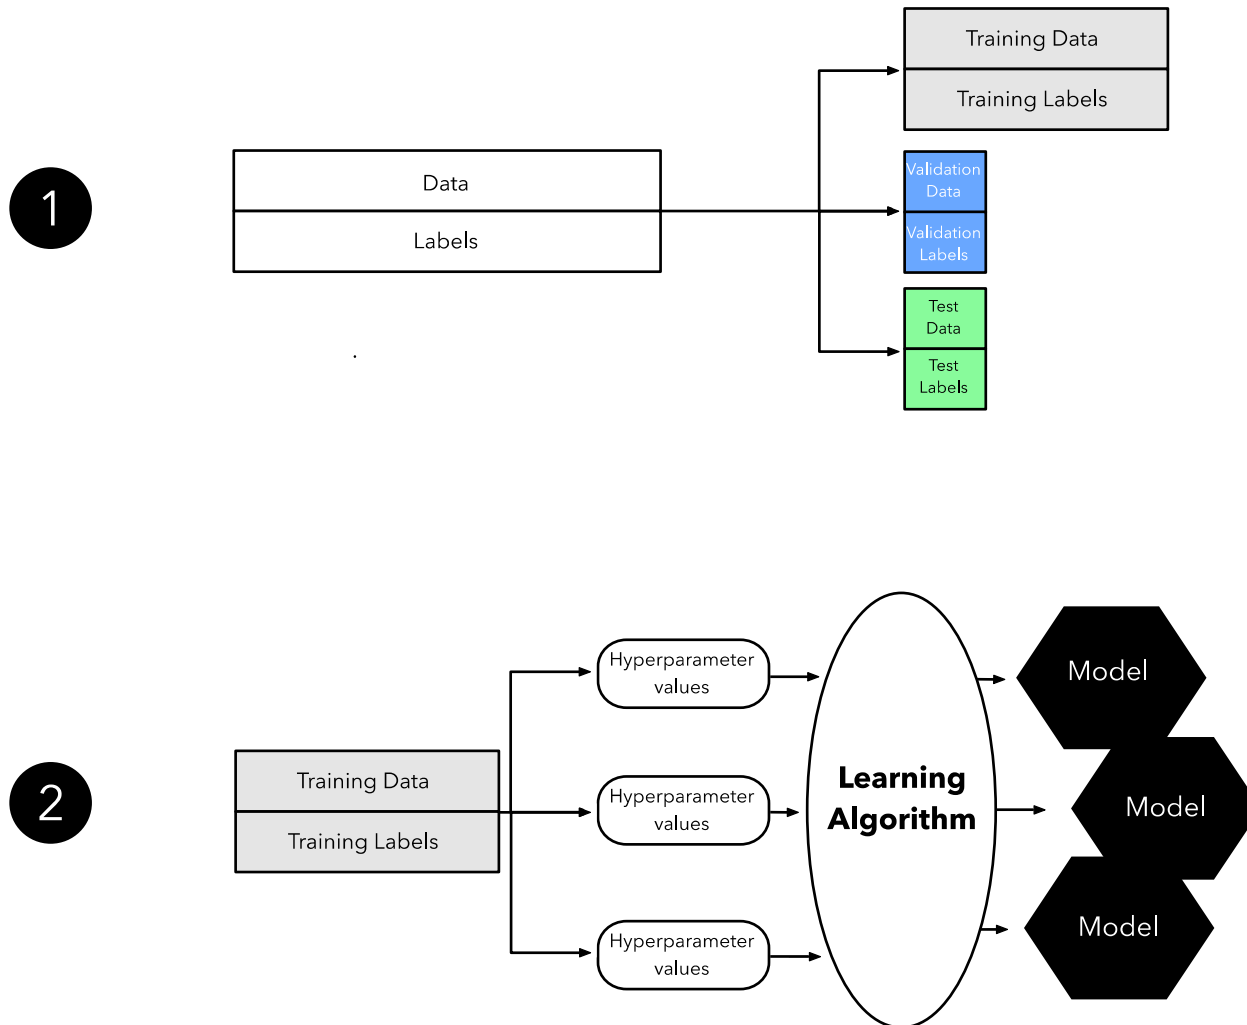 1
Data
Labels
Training Data
Training Labels
Validation
Data
Validation
Labels
Test
Data
Test
Labels
2
Training Data
Training Labels
Hyperparameter
values
Hyperparameter
values
Hyperparameter
values
Learning
Algorithm
Model
Model
Model